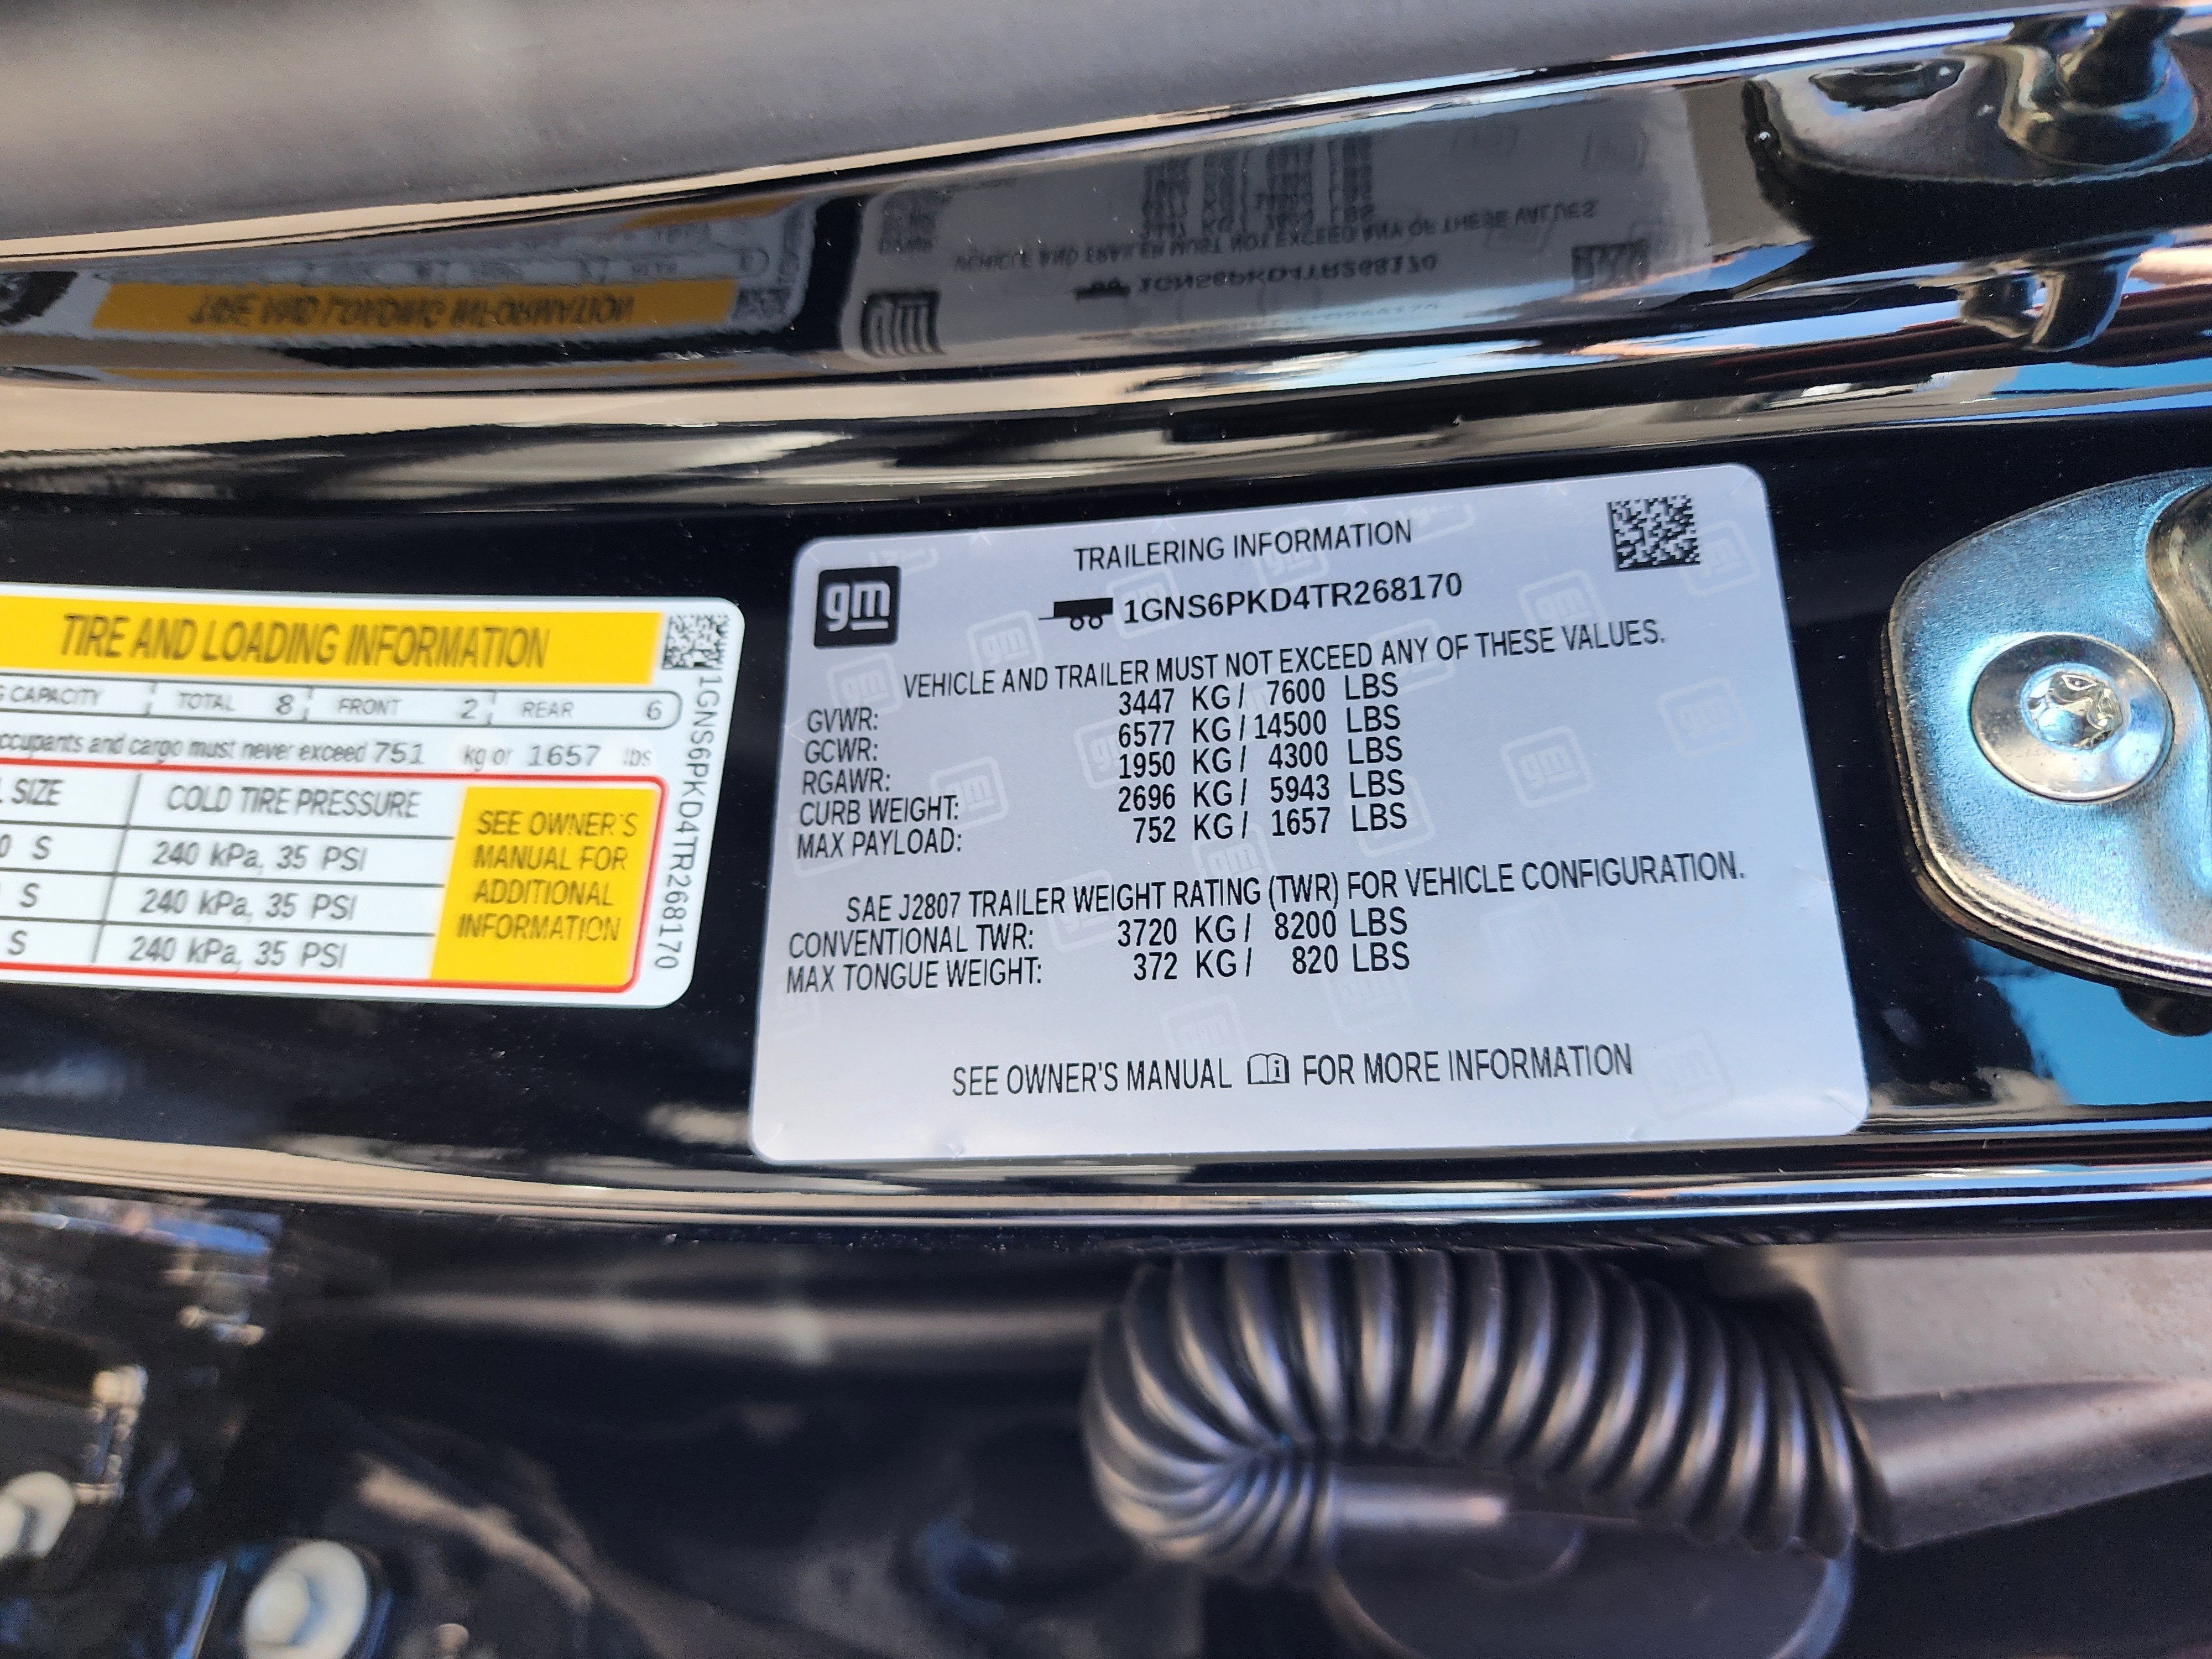 TIRE AND LOADING INFORMATION
CAPACITY TOTAL 8 FRONT 2 REAR 6
ccupants and cargo must never exceed 751 kg or 1657 lbs
SIZE COLD TIRE PRESSURE
0 S 240 kPa, 35 PSI
S 240 kPa, 35 PSI
S 240 kPa, 35 PSI
SEE OWNER'S
MANUAL FOR
ADDITIONAL
INFORMATION
1GNS6PKD4TR268170
gm
TRAILERING INFORMATION
1GNS6PKD4TR268170
VEHICLE AND TRAILER MUST NOT EXCEED ANY OF THESE VALUES.
GVWR: 3447 KG / 7600 LBS
GCWR: 6577 KG / 14500 LBS
RGAWR: 1950 KG / 4300 LBS
CURB WEIGHT: 2696 KG / 5943 LBS
MAX PAYLOAD: 752 KG / 1657 LBS
SAE J2807 TRAILER WEIGHT RATING (TWR) FOR VEHICLE CONFIGURATION.
CONVENTIONAL TWR: 3720 KG / 8200 LBS
MAX TONGUE WEIGHT: 372 KG / 820 LBS
SEE OWNER'S MANUAL FOR MORE INFORMATION